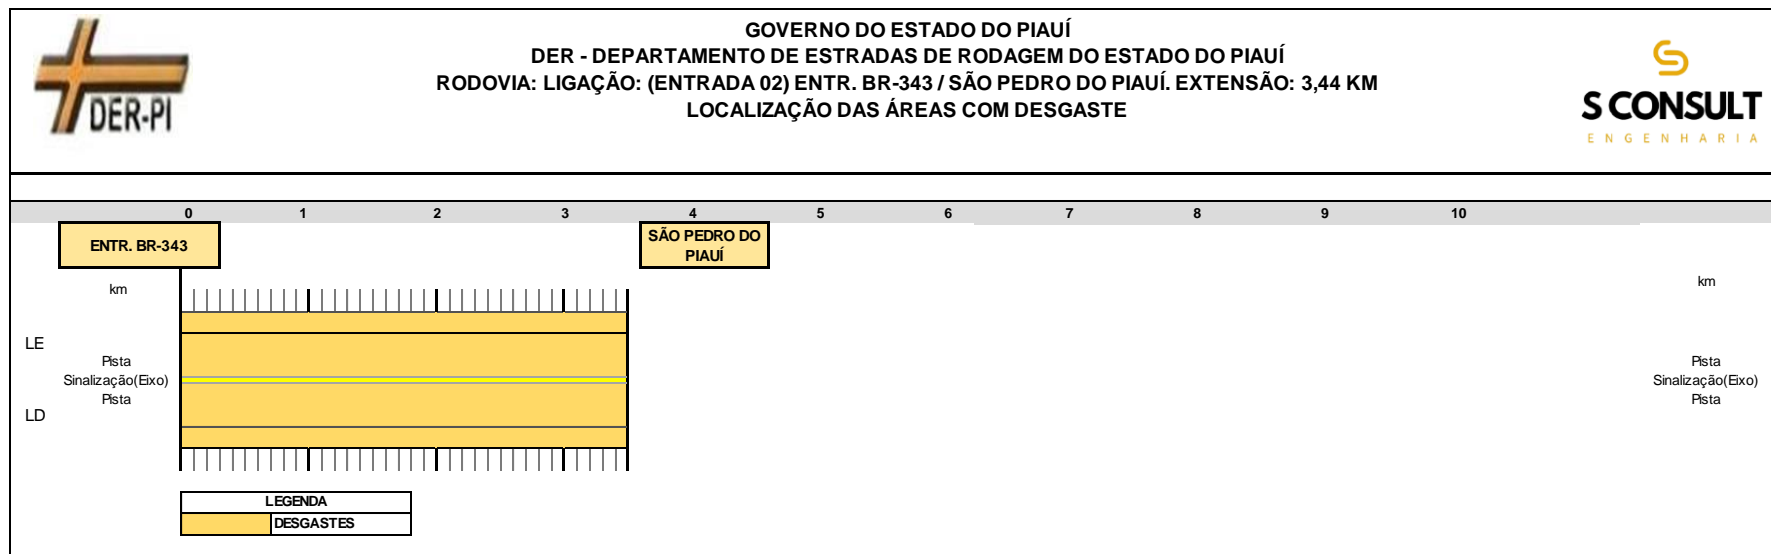 GOVERNO DO ESTADO DO PIAUÍ
DER - DEPARTAMENTO DE ESTRADAS DE RODAGEM DO ESTADO DO PIAUÍ
RODOVIA: LIGAÇÃO: (ENTRADA 02) ENTR. BR-343 / SÃO PEDRO DO PIAUÍ. EXTENSÃO: 3,44 KM
LOCALIZAÇÃO DAS ÁREAS COM DESGASTE
DER-PI
S CONSULT
ENGENHARIA
0 1 2 3 4 5 6 7 8 9 10
ENTR. BR-343
SÃO PEDRO DO
PIAUÍ
km
km
LE
Pista
Sinalização(Eixo)
Pista
LD
Pista
Sinalização(Eixo)
Pista
LEGENDA
DESGASTES